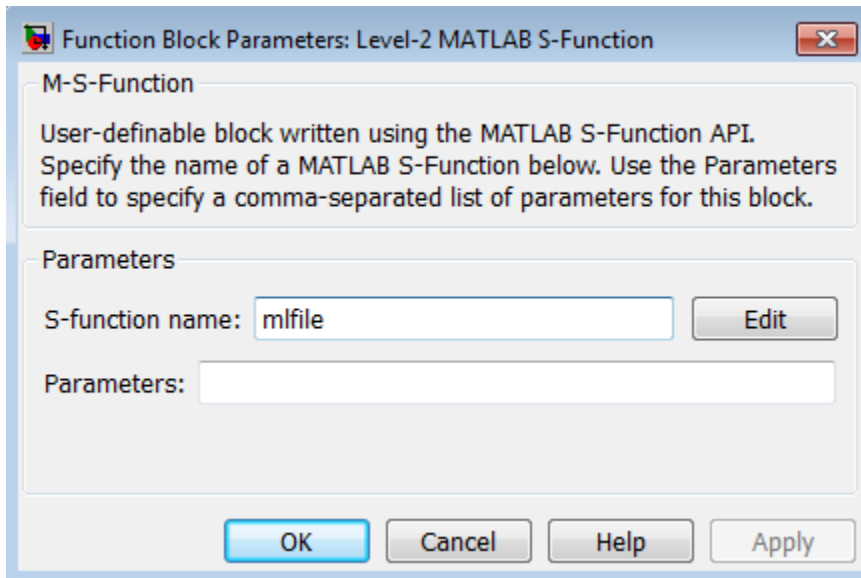 Function Block Parameters: Level-2 MATLAB S-Function
M-S-Function
User-definable block written using the MATLAB S-Function API.
Specify the name of a MATLAB S-Function below. Use the Parameters
field to specify a comma-separated list of parameters for this block.
Parameters
S-function name: mlfile Edit
Parameters:
OK Cancel Help Apply